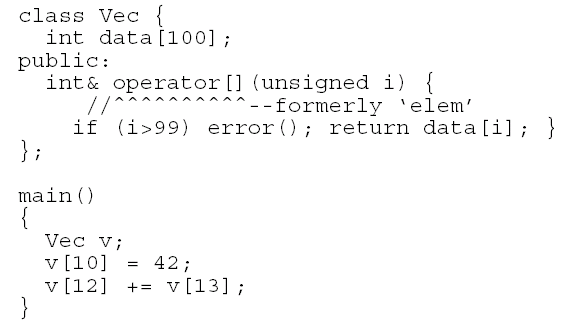 class Vec {
  int data[100];
public:
  int& operator[](unsigned i) {
     //^^^^^^^^^^--formerly ‘elem’
    if (i>99) error(); return data[i]; }
};

main()
{
  Vec v;
  v[10] = 42;
  v[12] += v[13];
}